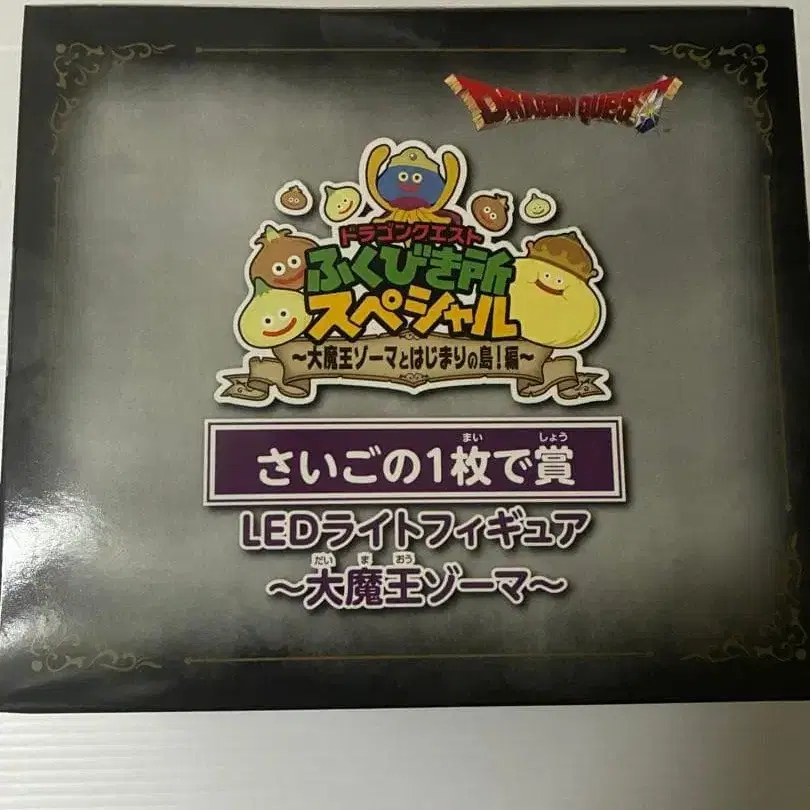 DRAGON QUEST
ドラゴンクエスト
ふくびき所
スペシャル
～大魔王ゾーマとはじまりの島！編～
さいごの1枚で賞
まい しょう
LEDライトフィギュア
だい ま おう
～大魔王ゾーマ～